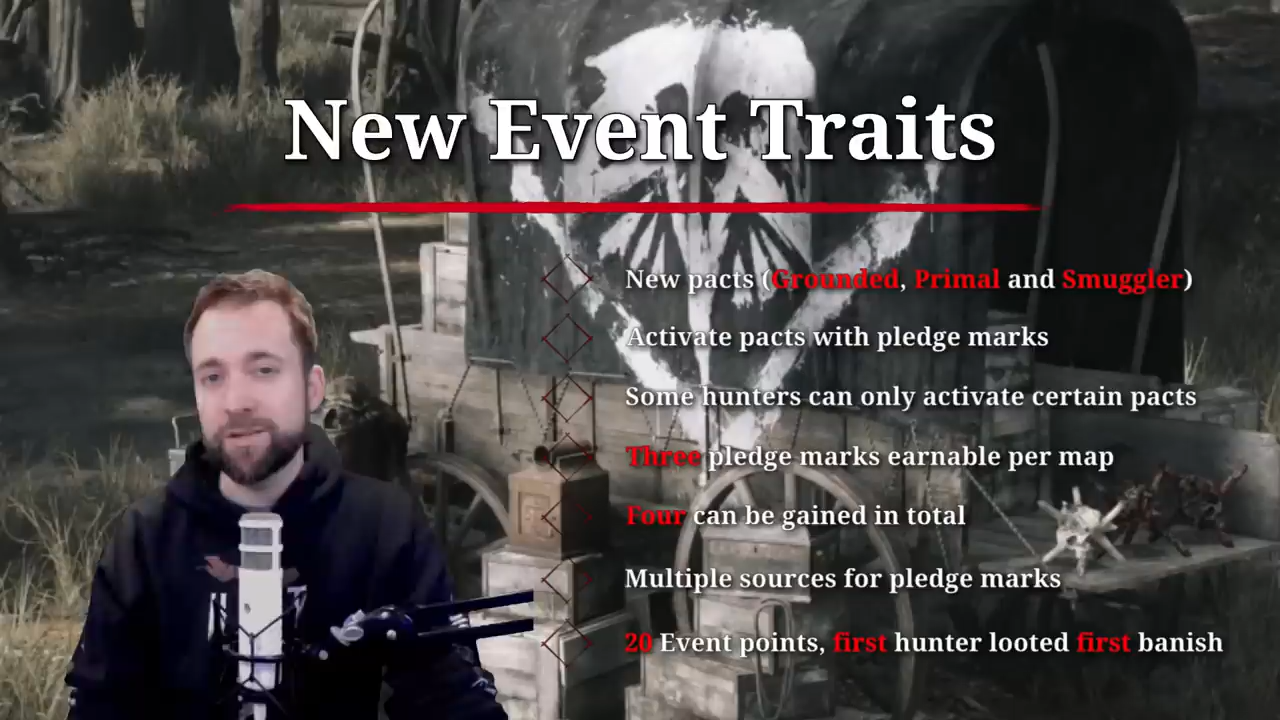 New Event Traits
New pacts (Grounded, Primal and Smuggler)
Activate pacts with pledge marks
Some hunters can only activate certain pacts
Three pledge marks earnable per map
Four can be gained in total
Multiple sources for pledge marks
20 Event points, first hunter looted first banish